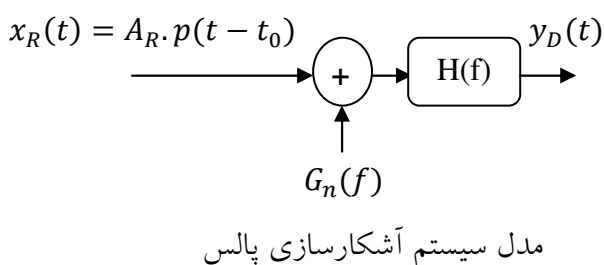 x_R(t) = A_R. p(t − t_0)
y_D(t)
+
H(f)
G_n(f)
مدل سیستم آشکارسازی پالس